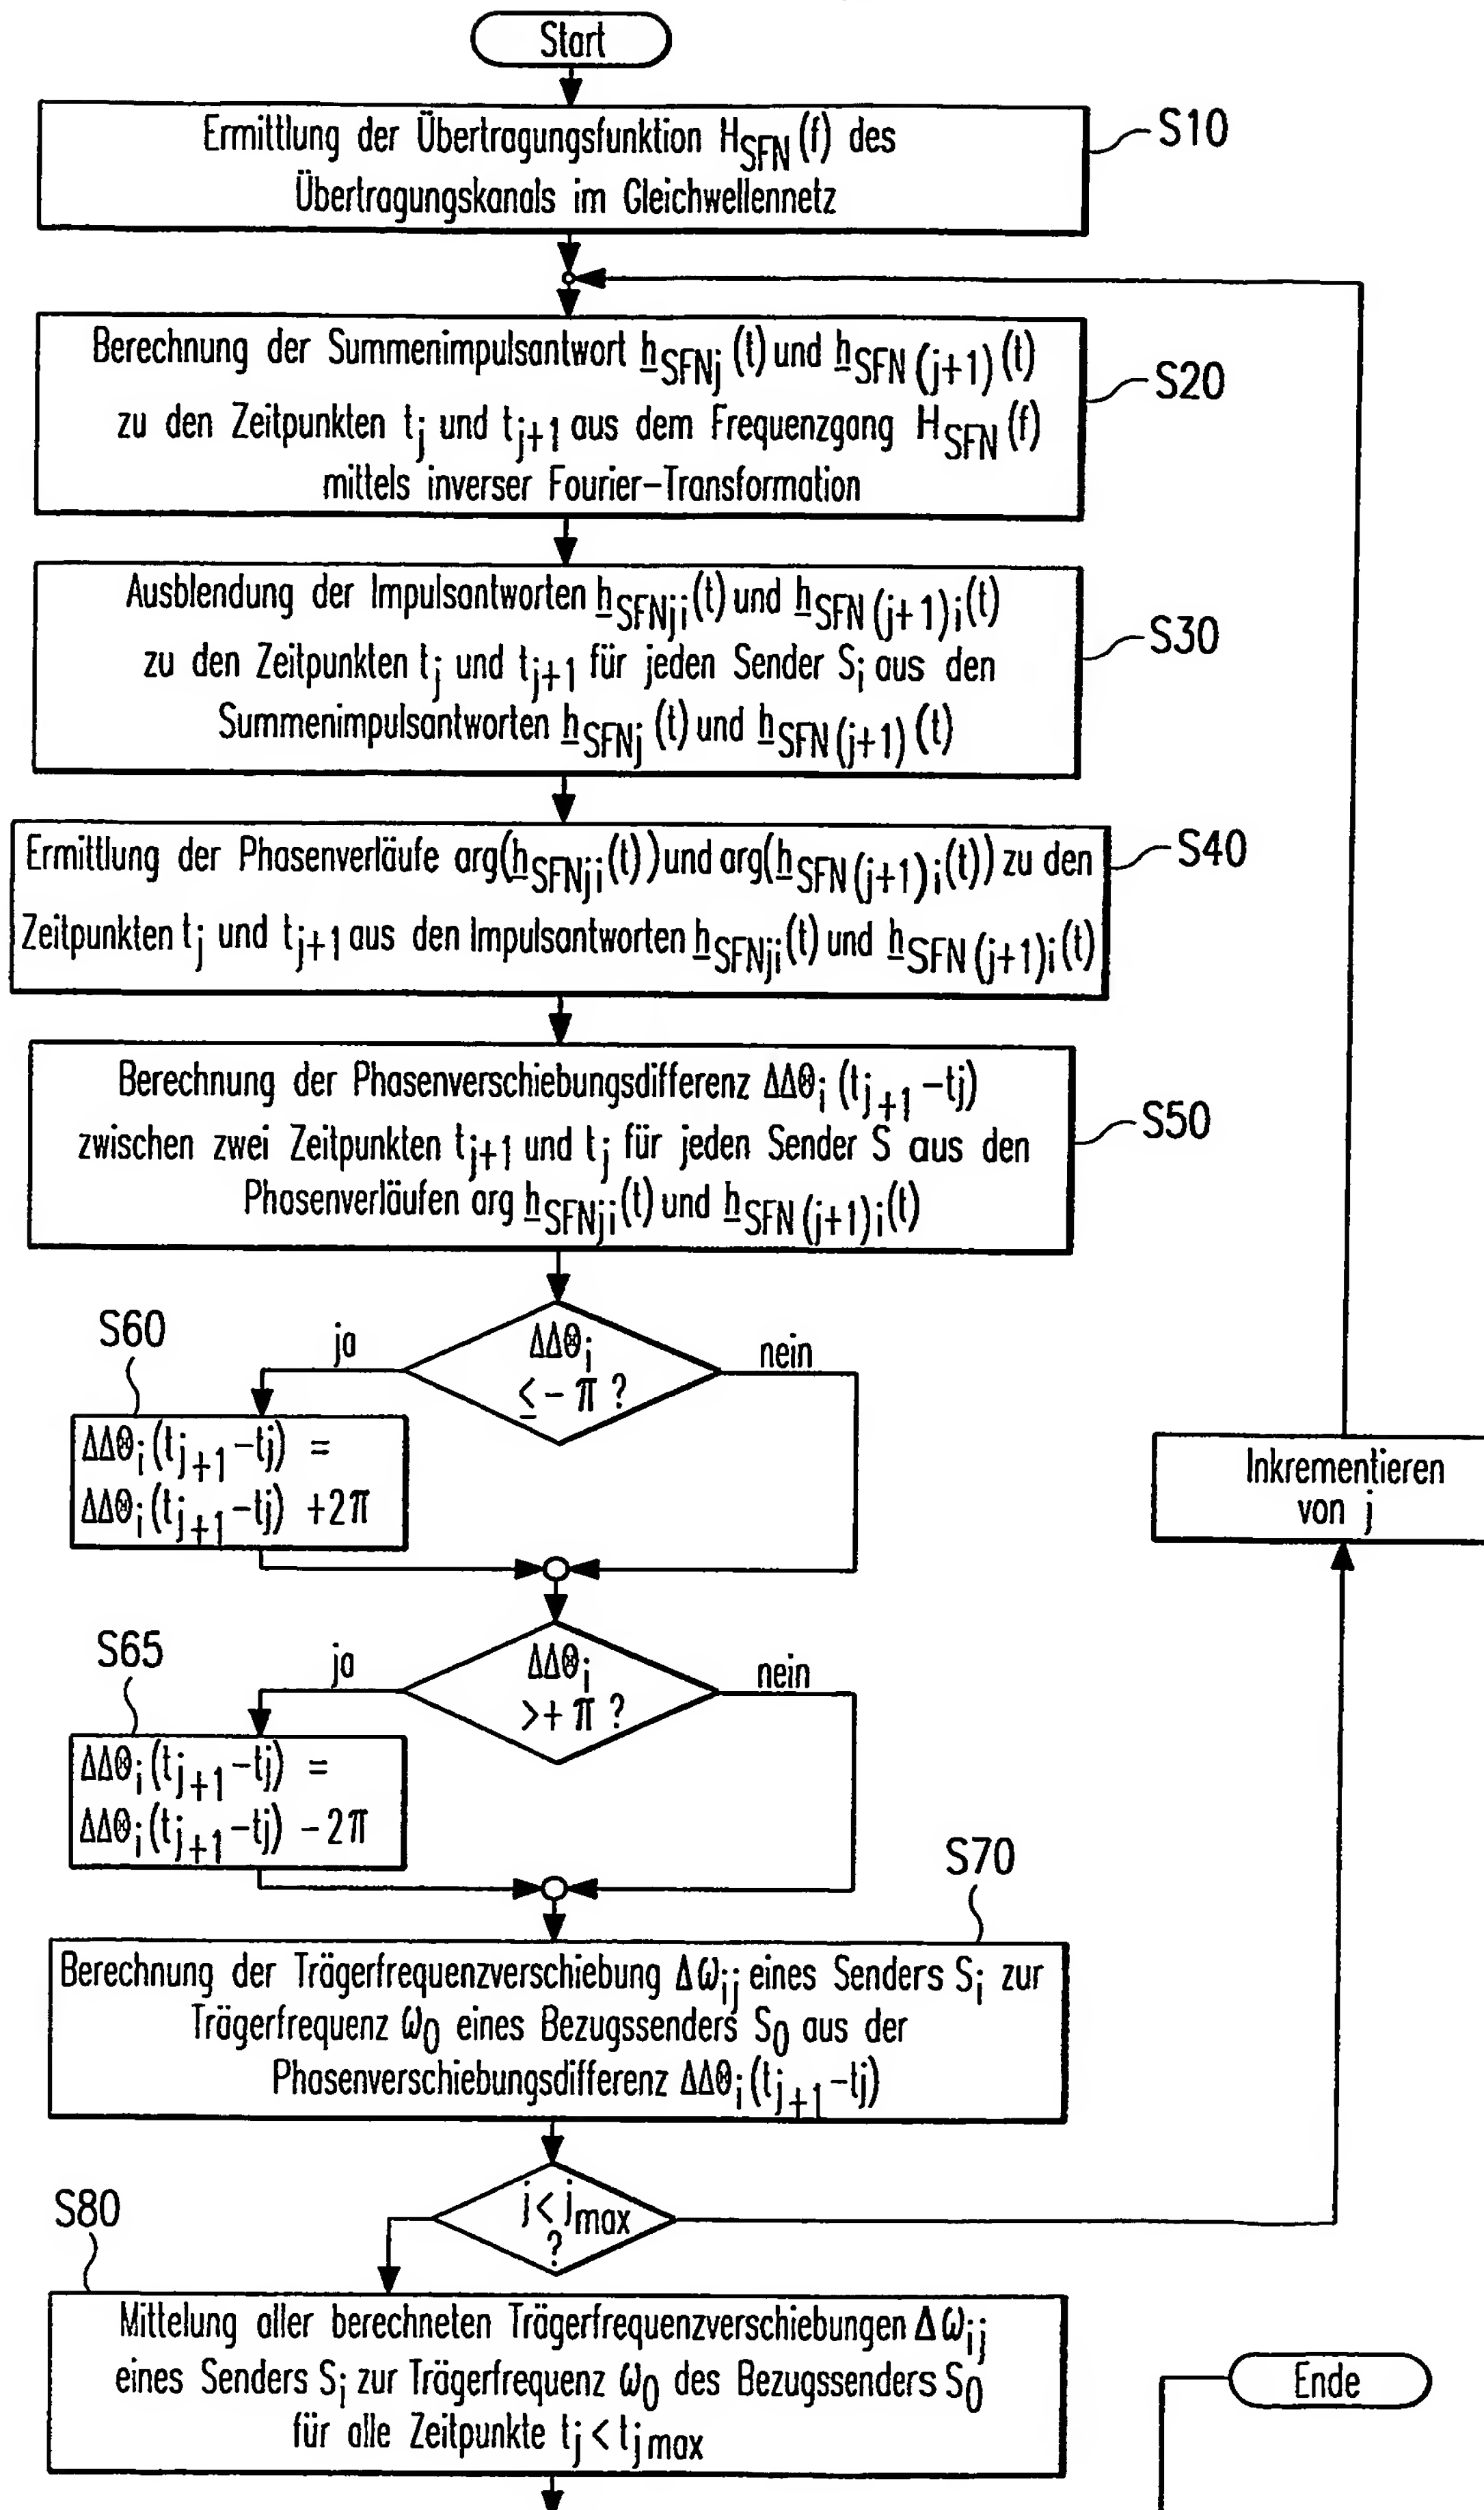 Start
Ermittlung der Übertragungsfunktion H_SFN (f) des
Übertragungskanals im Gleichwellennetz
S10
Berechnung der Summenimpulsantwort h_SFNj (t) und h_SFN (j+1) (t)
zu den Zeitpunkten t_j und t_j+1 aus dem Frequenzgang H_SFN (f)
mittels inverser Fourier-Transformation
S20
Ausblendung der Impulsantworten h_SFNji (t) und h_SFN (j+1)i (t)
zu den Zeitpunkten t_j und t_j+1 für jeden Sender S_i aus den
Summenimpulsantworten h_SFNj (t) und h_SFN (j+1) (t)
S30
Ermittlung der Phasenverläufe arg(h_SFNji (t)) und arg(h_SFN (j+1)i (t)) zu den
Zeitpunkten t_j und t_j+1 aus den Impulsantworten h_SFNji (t) und h_SFN (j+1)i (t)
S40
Berechnung der Phasenverschiebungsdifferenz ΔΔΘ_i (t_j+1 -tj)
zwischen zwei Zeitpunkten t_j+1 und t_j für jeden Sender S aus den
Phasenverläufen arg h_SFNji (t) und h_SFN (j+1)i (t)
S50
ΔΔΘ_i
≤ - π ?
ja
nein
S60
ΔΔΘ_i (t_j+1 -tj) =
ΔΔΘ_i (t_j+1 -tj) +2π
Inkrementieren
von j
ΔΔΘ_i
>+ π ?
ja
nein
S65
ΔΔΘ_i (t_j+1 -tj) =
ΔΔΘ_i (t_j+1 -tj) -2π
S70
Berechnung der Trägerfrequenzverschiebung Δω_ij eines Senders S_i zur
Trägerfrequenz ω_0 eines Bezugssenders S_0 aus der
Phasenverschiebungsdifferenz ΔΔΘ_i (t_j+1 -tj)
j < j_max
?
S80
Mittelung aller berechneten Trägerfrequenzverschiebungen Δω_ij
eines Senders S_i zur Trägerfrequenz ω_0 des Bezugssenders S_0
für alle Zeitpunkte t_j < t_jmax
Ende